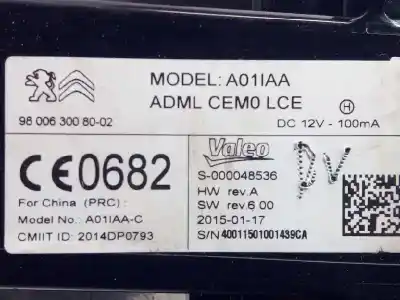 MODEL: A01IAA
ADML CEM0 LCE
H
98 006 300 80-02
DC 12V - 100mA
CE0682
Valeo
DV
S-000048536
HW rev.A
For China (PRC):
SW rev.6.00
Model No.: A01IAA-C
2015-01-17
CMIIT ID: 2014DP0793
S/N 40011501001439CA